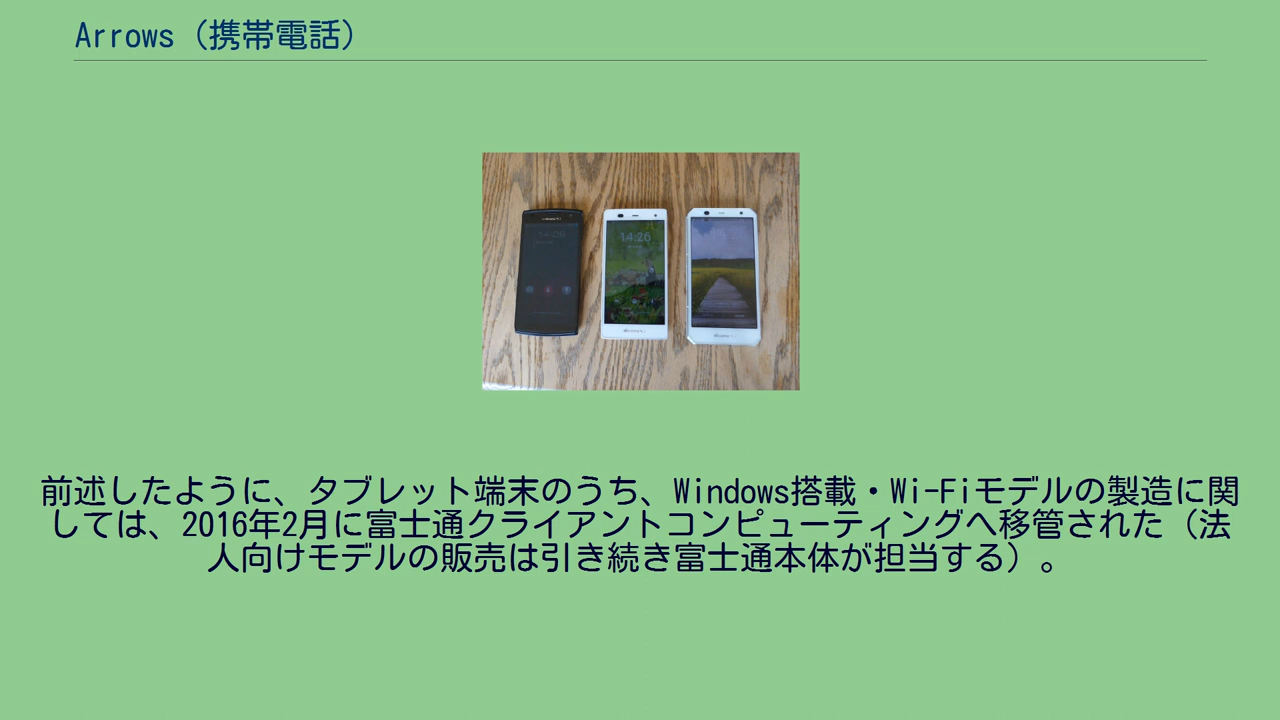 Arrows（携帯電話）
14:26
前述したように、タブレット端末のうち、Windows搭載・Wi-Fiモデルの製造に関
しては、2016年2月に富士通クライアントコンピューティングへ移管された（法
人向けモデルの販売は引き続き富士通本体が担当する）。